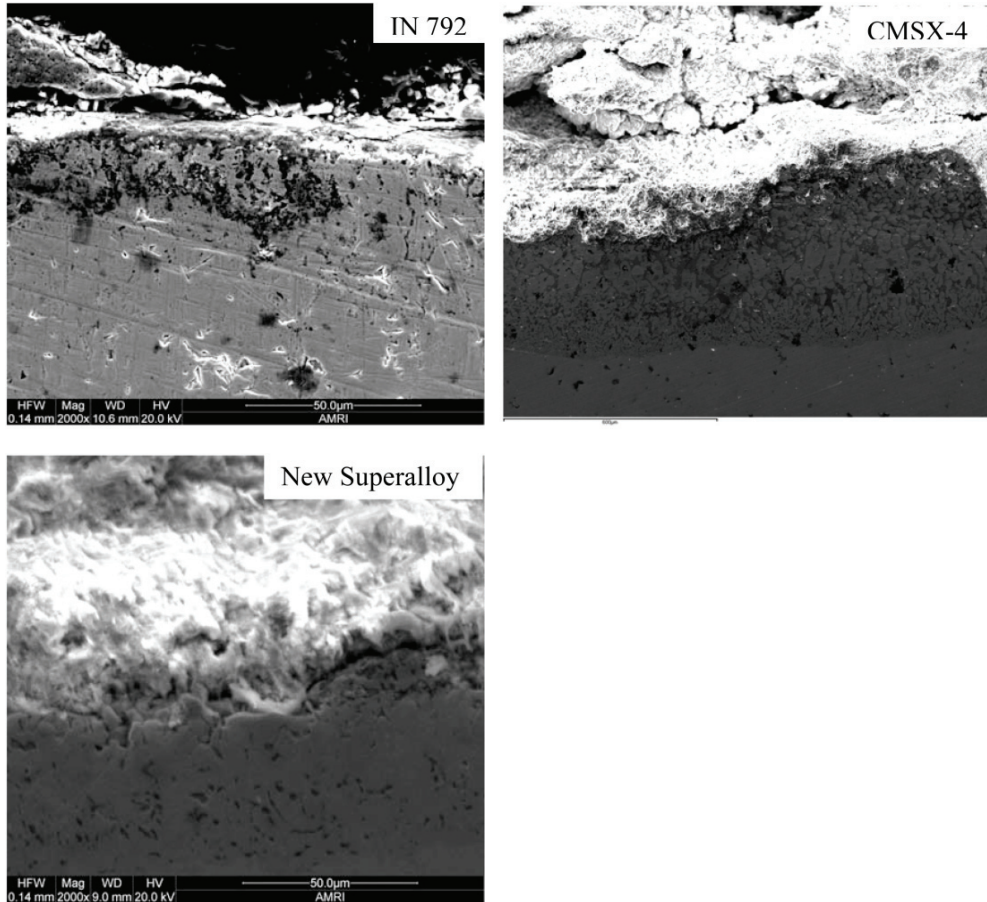 IN 792
CMSX-4
HFW Mag WD HV 50.0µm
0.14 mm 2000x 10.6 mm 20.0 kV AMRI
New Superalloy
HFW Mag WD HV 50.0µm
0.14 mm 2000x 9.0 mm 20.0 kV AMRI